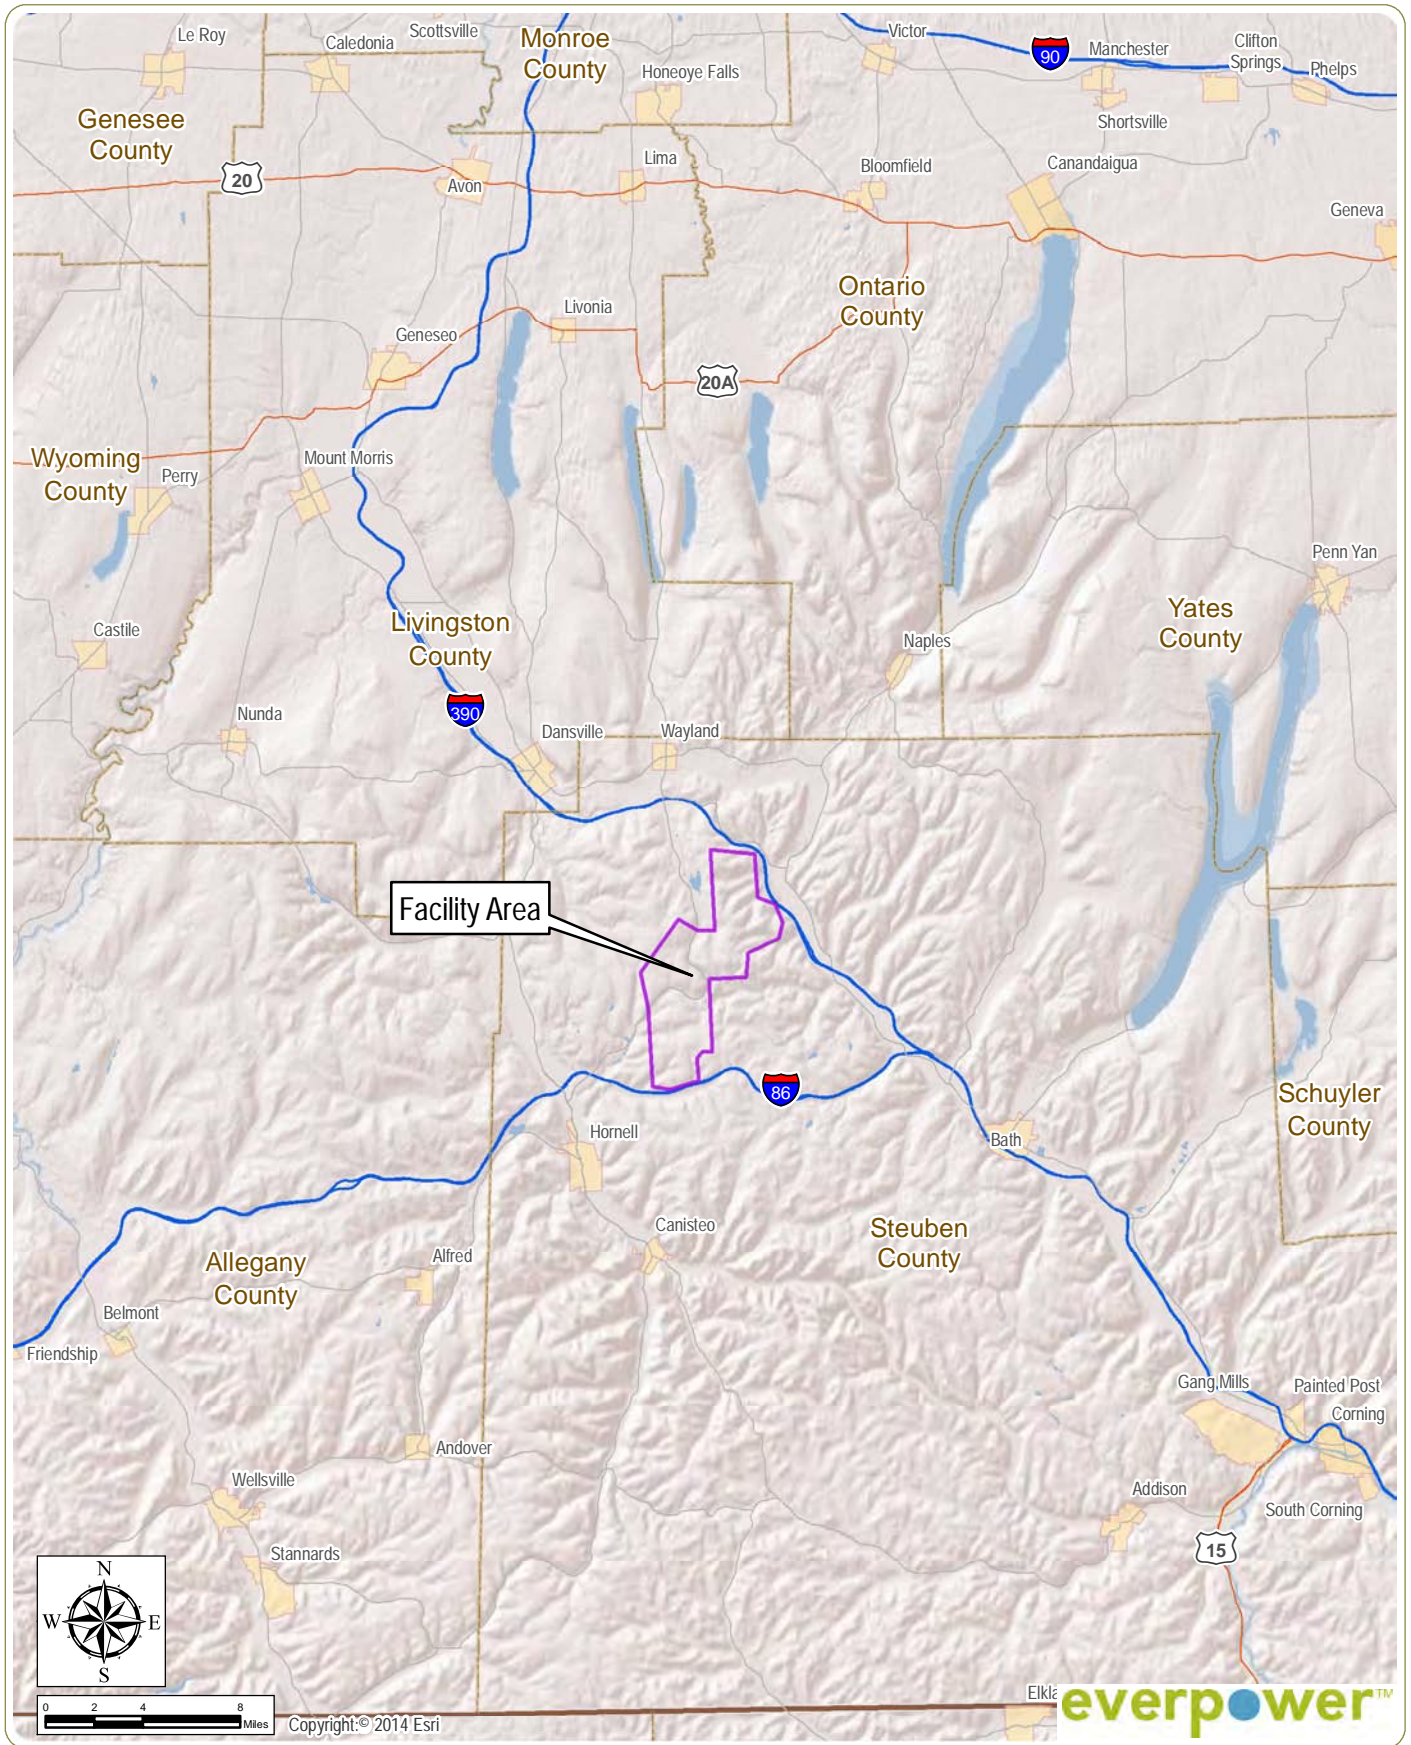 Le Roy
Caledonia
Scottsville
Monroe
County
Honeoye Falls
Victor
90
Manchester
Clifton
Springs
Phelps
Shortsville
Genesee
County
20
Avon
Lima
Bloomfield
Canandaigua
Geneva
Ontario
County
Livonia
Geneseo
20A
Wyoming
County
Perry
Mount Morris
Penn Yan
Castile
Livingston
County
Yates
County
Naples
390
Nunda
Dansville
Wayland
Facility Area
86
Schuyler
County
Hornell
Bath
Canisteo
Steuben
County
Allegany
County
Alfred
Belmont
Friendship
Gang Mills
Painted Post
Corning
Andover
Wellsville
Addison
South Corning
15
Stannards
N
W E
S
0 2 4 8
Miles
Copyright:© 2014 Esri
everpower™